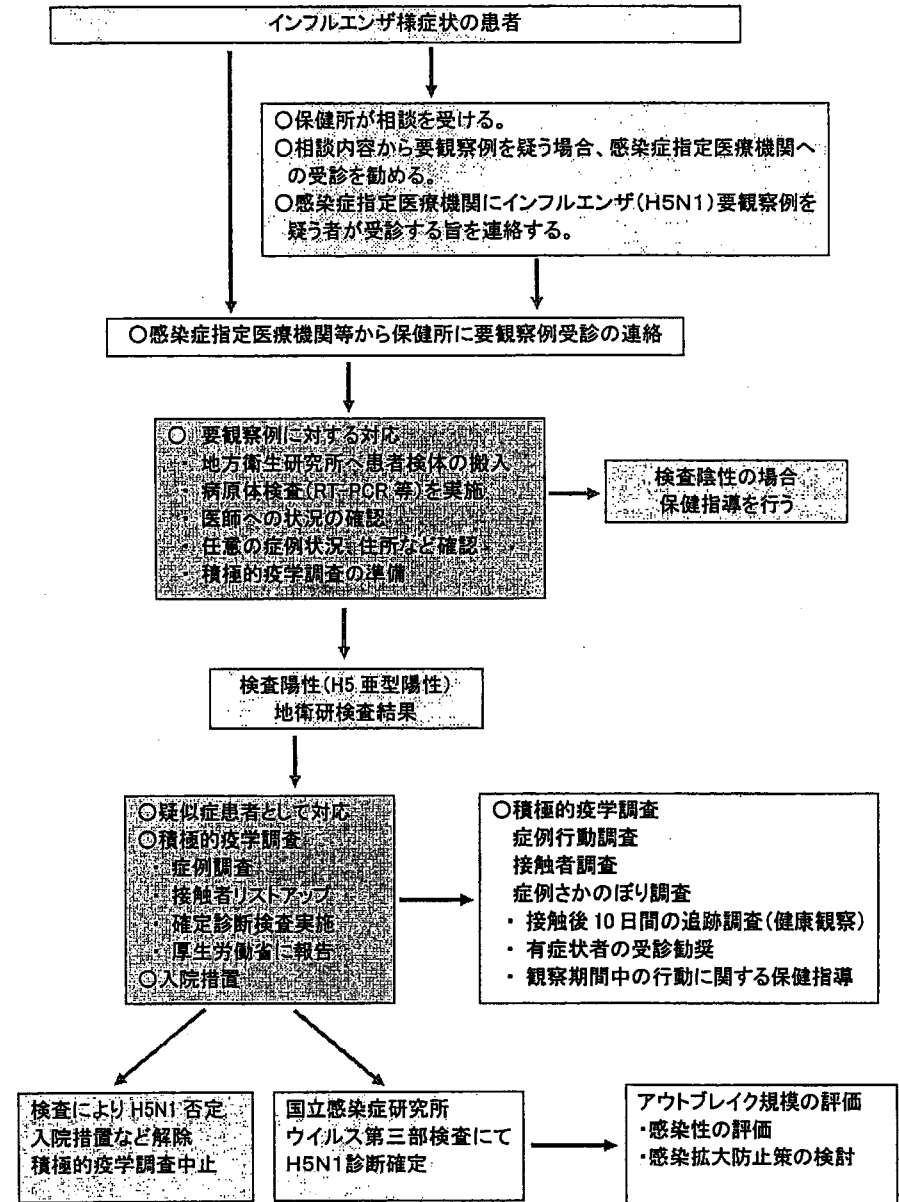 インフルエンザ様症状の患者
○保健所が相談を受ける。
○相談内容から要観察例を疑う場合、感染症指定医療機関へ
の受診を勧める。
○感染症指定医療機関にインフルエンザ(H5N1)要観察例を
疑う者が受診する旨を連絡する。
○感染症指定医療機関等から保健所に要観察例受診の連絡
○ 要観察例に対する対応
・ 地方衛生研究所へ患者検体の搬入
・ 病原体検査(RT-PCR 等)を実施
・ 医師への状況の確認
・ 任意の症例状況、住所など確認
・ 積極的疫学調査の準備
検査陰性の場合
保健指導を行う
検査陽性(H5 亜型陽性)
地衛研検査結果
○疑似症患者として対応
○積極的疫学調査
・ 症例調査
・ 接触者リストアップ
・ 確定診断検査実施
・ 厚生労働省に報告
○入院措置
○積極的疫学調査
症例行動調査
接触者調査
症例さかのぼり調査
・ 接触後 10 日間の追跡調査(健康観察)
・ 有症状者の受診勧奨
・ 観察期間中の行動に関する保健指導
検査により H5N1 否定
入院措置など解除
積極的疫学調査中止
国立感染症研究所
ウイルス第三部検査にて
H5N1診断確定
アウトブレイク規模の評価
・感染性の評価
・感染拡大防止策の検討